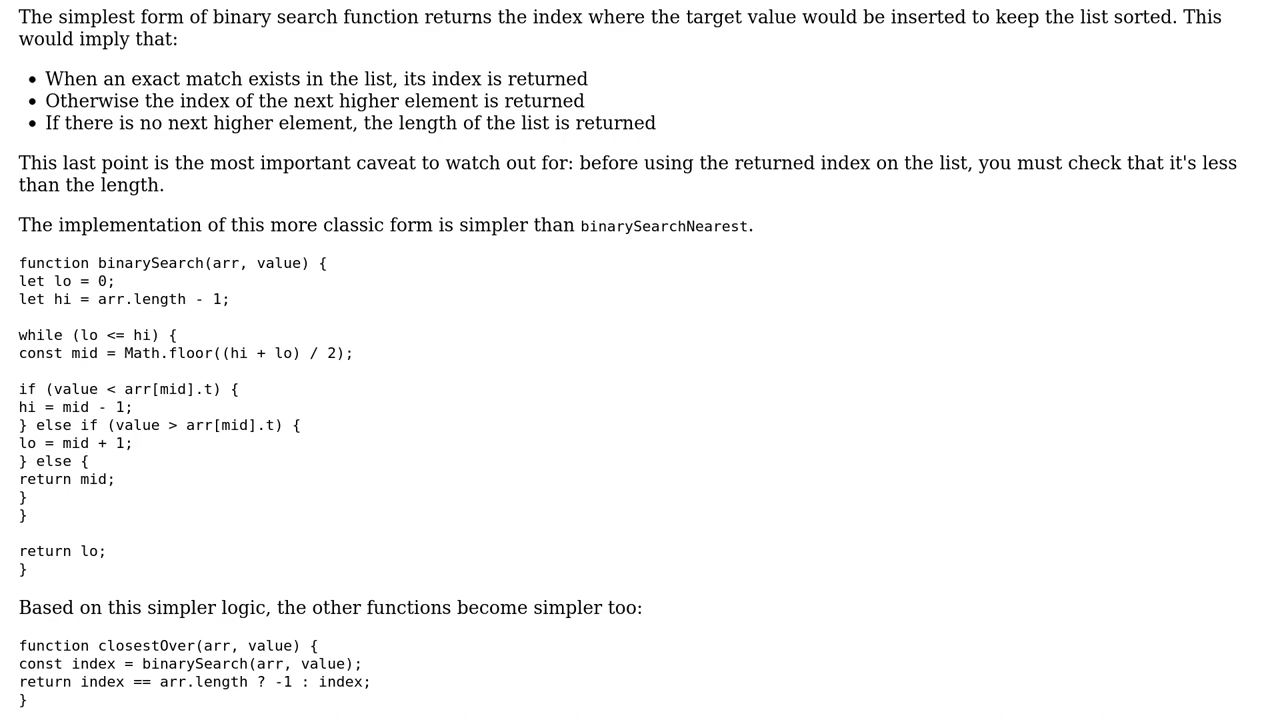 The simplest form of binary search function returns the index where the target value would be inserted to keep the list sorted. This
would imply that:
• When an exact match exists in the list, its index is returned
• Otherwise the index of the next higher element is returned
• If there is no next higher element, the length of the list is returned
This last point is the most important caveat to watch out for: before using the returned index on the list, you must check that it's less
than the length.
The implementation of this more classic form is simpler than binarySearchNearest.
function binarySearch(arr, value) {
let lo = 0;
let hi = arr.length - 1;
while (lo <= hi) {
const mid = Math.floor((hi + lo) / 2);
if (value < arr[mid].t) {
hi = mid - 1;
} else if (value > arr[mid].t) {
lo = mid + 1;
} else {
return mid;
}
}
return lo;
}
Based on this simpler logic, the other functions become simpler too:
function closestOver(arr, value) {
const index = binarySearch(arr, value);
return index == arr.length ? -1 : index;
}